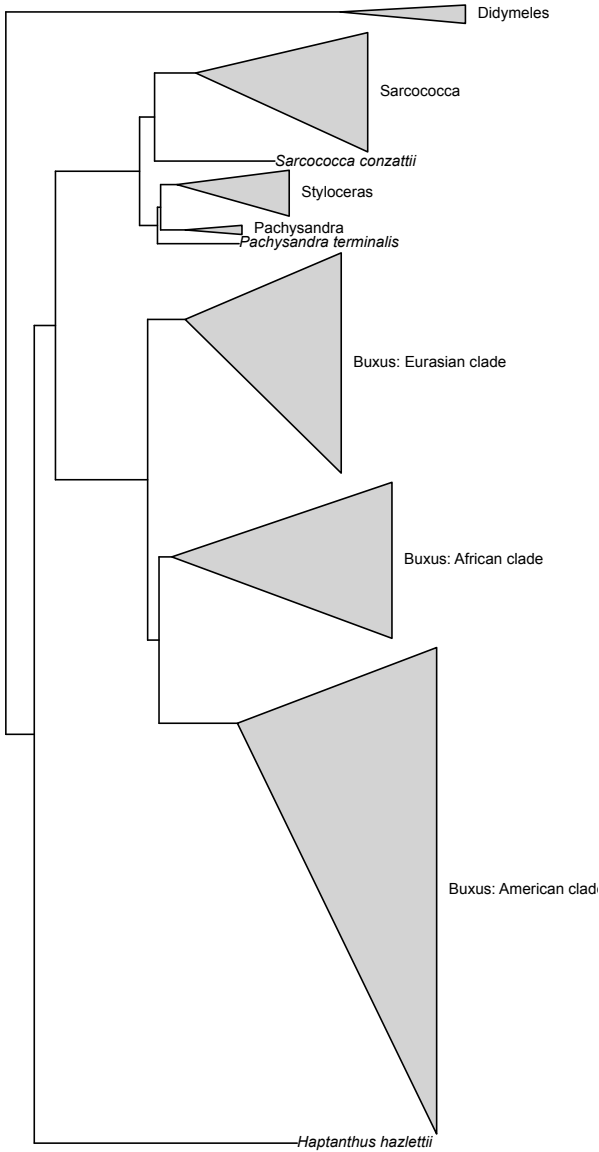 Didymeles
Sarcococca
Sarcococca conzattii
Styloceras
Pachysandra
Pachysandra terminalis
Buxus: Eurasian clade
Buxus: African clade
Buxus: American clade
Haptanthus hazlettii